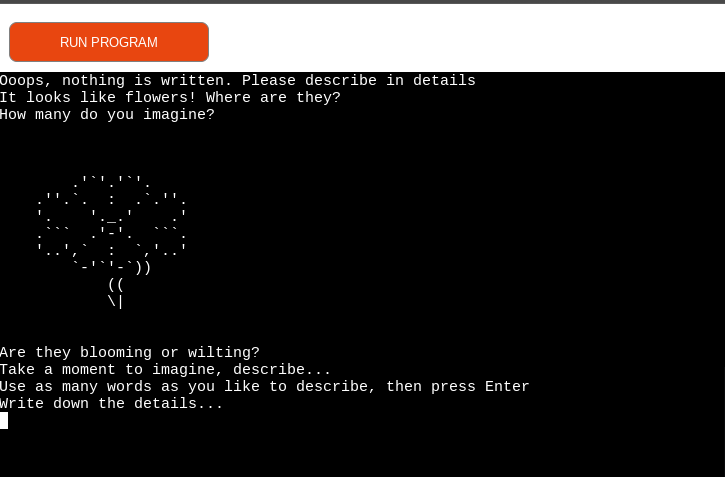 RUN PROGRAM
Ooops, nothing is written. Please describe in details
It looks like flowers! Where are they?
How many do you imagine?
Are they blooming or wilting?
Take a moment to imagine, describe...
Use as many words as you like to describe, then press Enter
Write down the details...